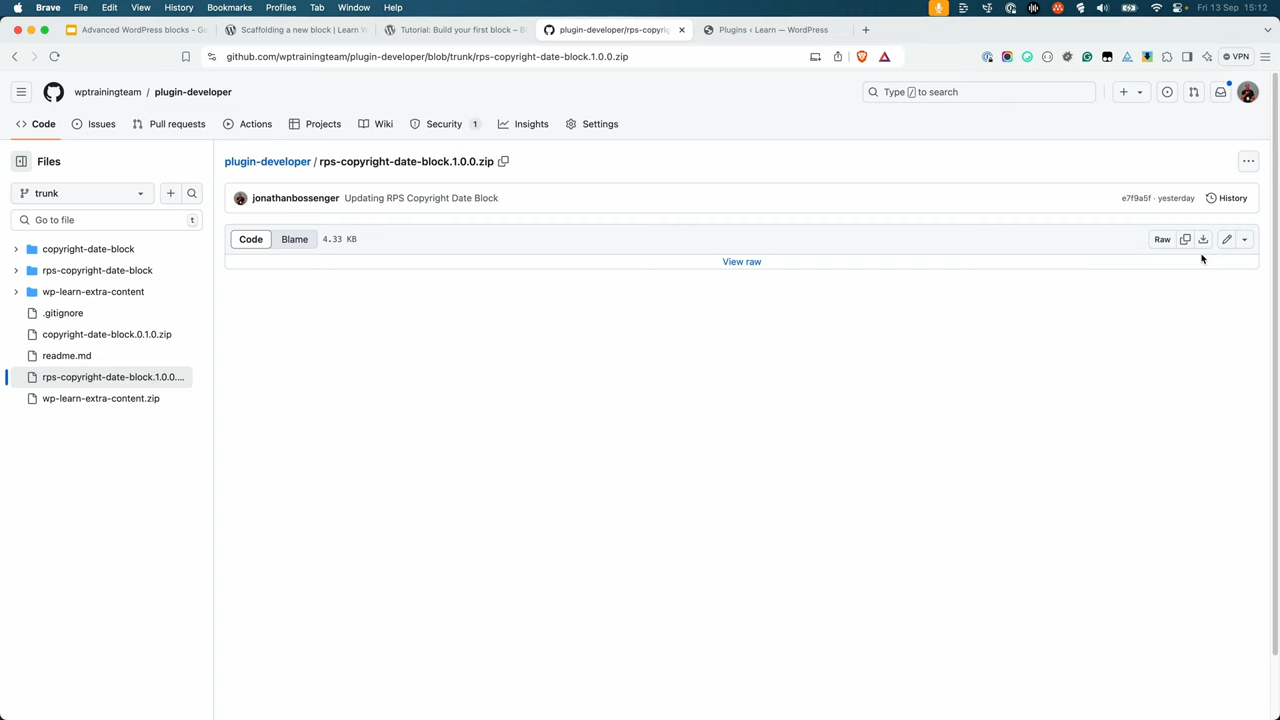 Brave File Edit View History Bookmarks Profiles Tab Window Help Fri 13 Sep 15:12
Advanced WordPress blocks - Go
Scaffolding a new block | Learn W
Tutorial: Build your first block – B
plugin-developer/rps-copyrig
Plugins ‹ Learn — WordPress
github.com/wptrainingteam/plugin-developer/blob/trunk/rps-copyright-date-block.1.0.0.zip
VPN
wptrainingteam / plugin-developer
Type / to search
Code
Issues
Pull requests
Actions
Projects
Wiki
Security 1
Insights
Settings
Files
plugin-developer / rps-copyright-date-block.1.0.0.zip
trunk
jonathanbossenger Updating RPS Copyright Date Block
e7f9a5f · yesterday
History
Go to file t
Code Blame 4.33 KB
Raw
View raw
copyright-date-block
rps-copyright-date-block
wp-learn-extra-content
.gitignore
copyright-date-block.0.1.0.zip
readme.md
rps-copyright-date-block.1.0.0....
wp-learn-extra-content.zip